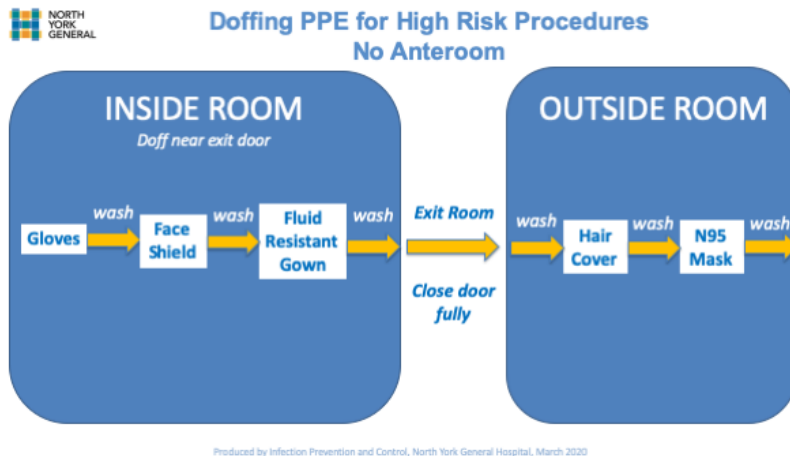 NORTH
YORK
GENERAL
Doffing PPE for High Risk Procedures
No Anteroom
INSIDE ROOM
Doff near exit door
Gloves
wash
Face
Shield
wash
Fluid
Resistant
Gown
wash
Exit Room
Close door
fully
OUTSIDE ROOM
wash
Hair
Cover
wash
N95
Mask
wash
Produced by Infection Prevention and Control, North York General Hospital, March 2020